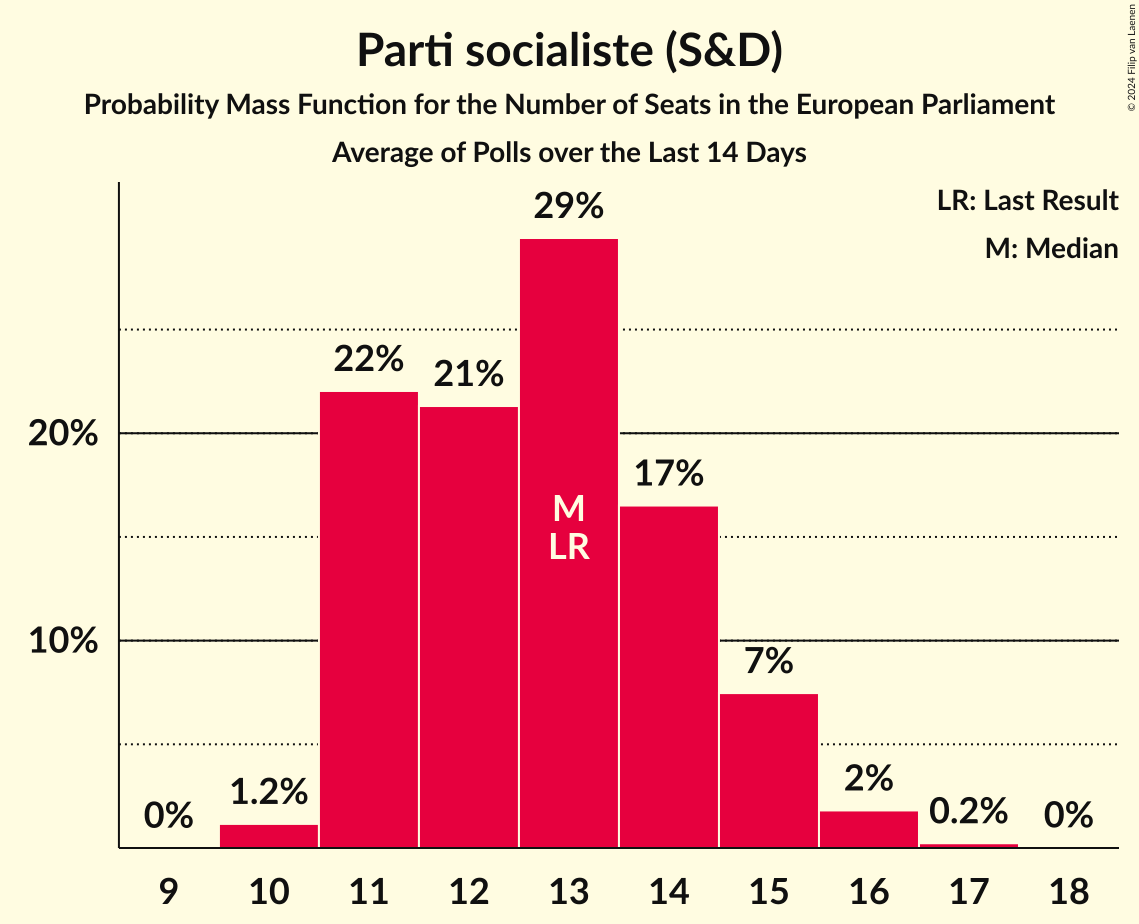 Parti socialiste (S&D)
Probability Mass Function for the Number of Seats in the European Parliament
Average of Polls over the Last 14 Days
© 2024 Filip van Laenen
LR: Last Result
M: Median
29%
22%
21%
20%
17%
M
LR
10%
7%
2%
1.2%
0.2%
0%
0%
9 10 11 12 13 14 15 16 17 18